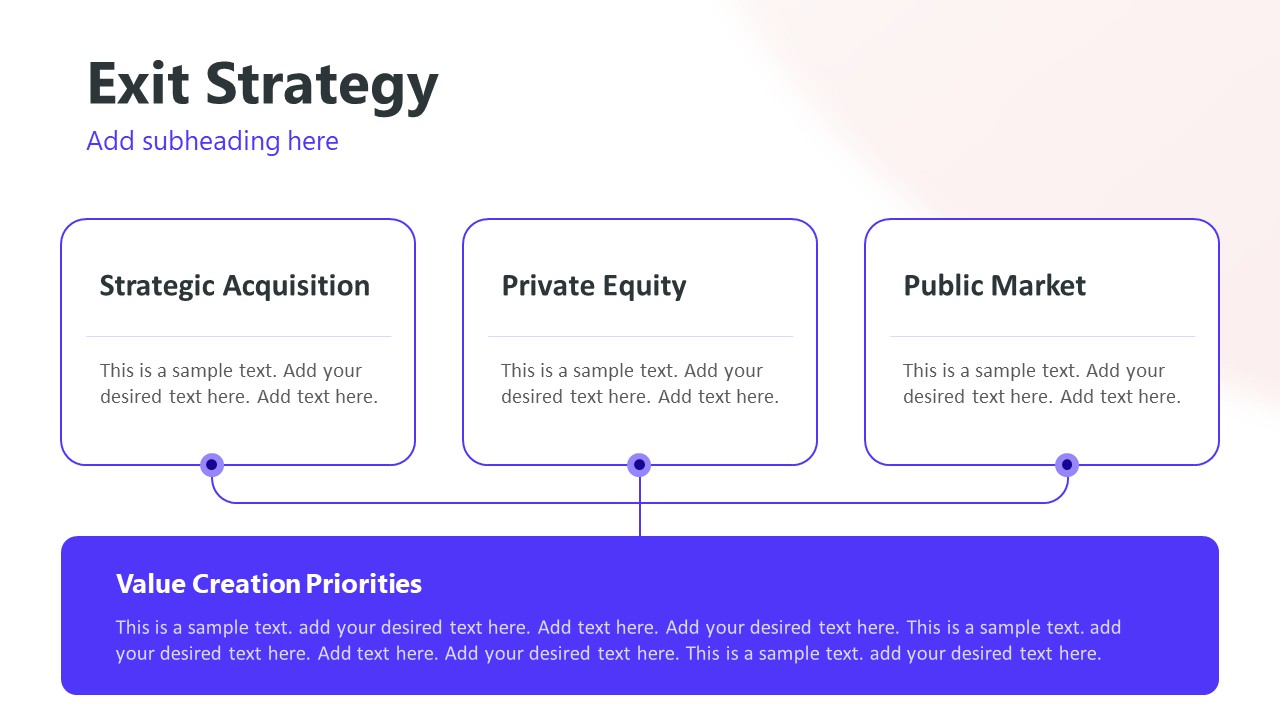 Exit Strategy
Add subheading here
Strategic Acquisition
This is a sample text. Add your
desired text here. Add text here.
Private Equity
This is a sample text. Add your
desired text here. Add text here.
Public Market
This is a sample text. Add your
desired text here. Add text here.
Value Creation Priorities
This is a sample text. add your desired text here. Add text here. Add your desired text here. This is a sample text. add
your desired text here. Add text here. Add your desired text here. This is a sample text. add your desired text here.